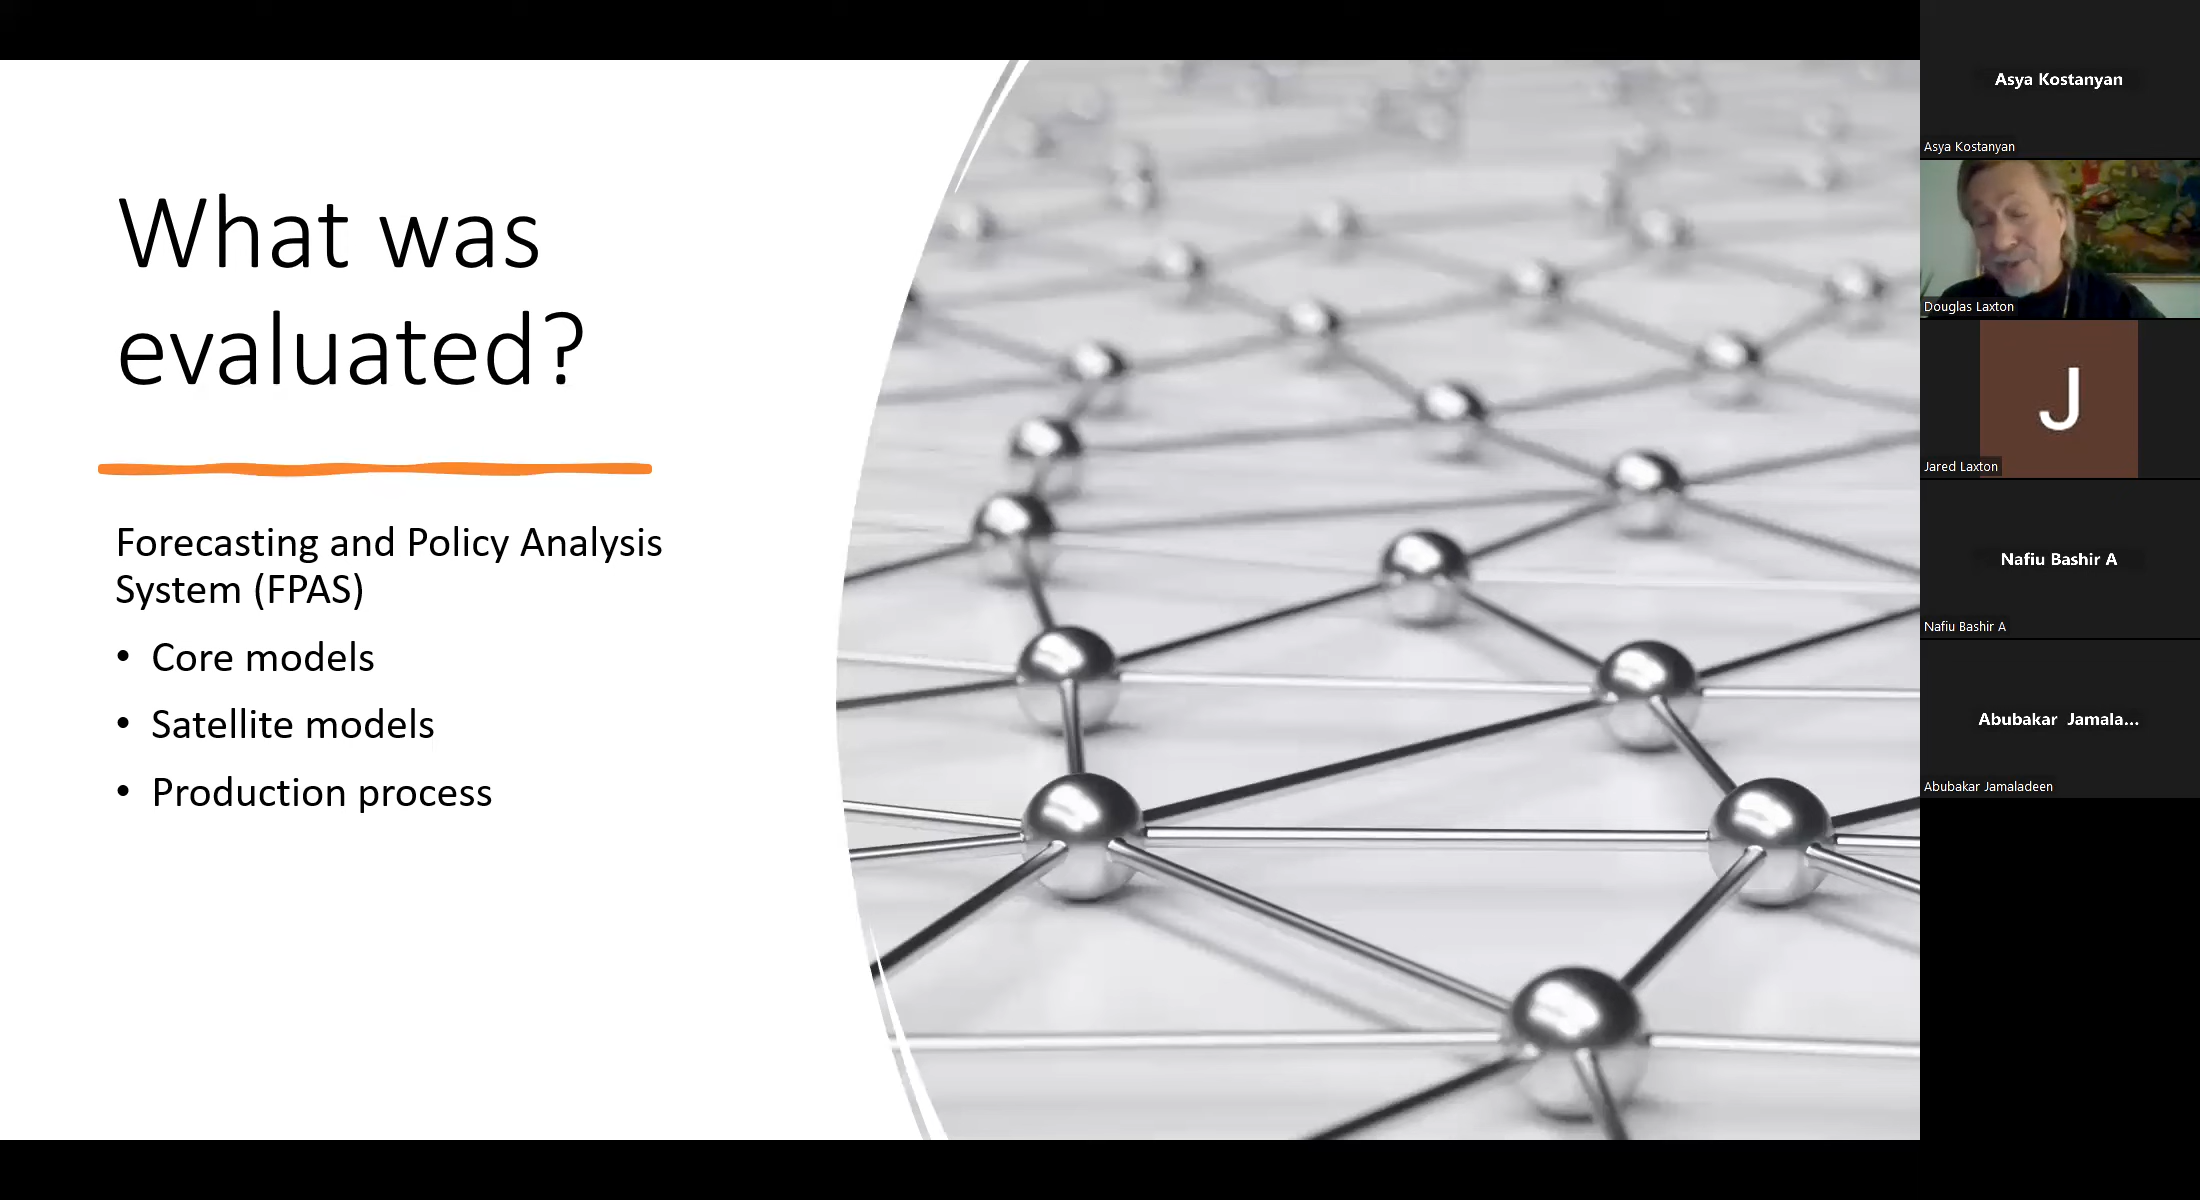 What was
evaluated?
Forecasting and Policy Analysis
System (FPAS)
• Core models
• Satellite models
• Production process
Asya Kostanyan
Asya Kostanyan
Douglas Laxton
J
Jared Laxton
Nafiu Bashir A
Nafiu Bashir A
Abubakar Jamala...
Abubakar Jamaladeen